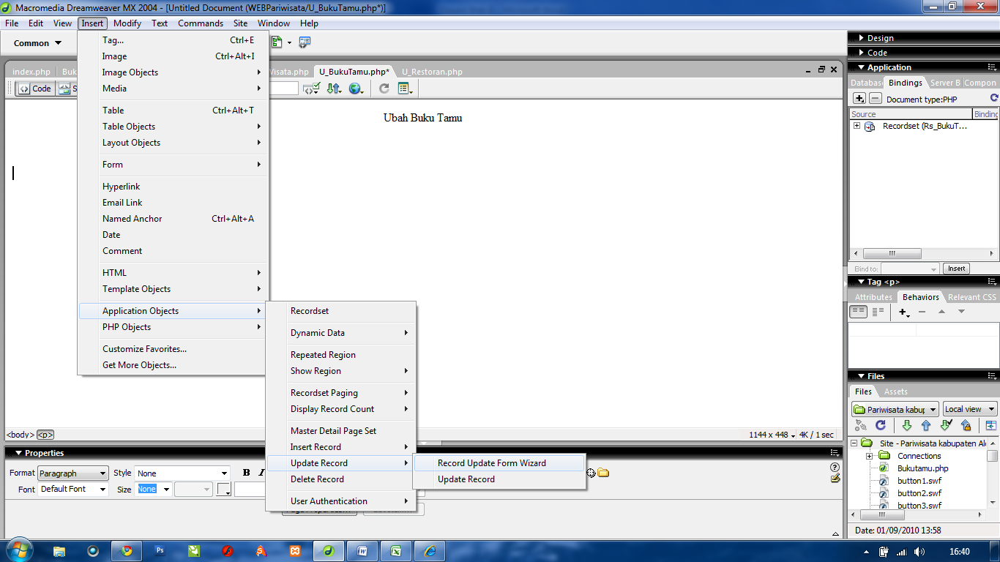 Macromedia Dreamweaver MX 2004 - [Untitled Document (WEBPariwisata/U_BukuTamu.php*)]
File Edit View Insert Modify Text Commands Site Window Help
Common
Tag... Ctrl+E
Image Ctrl+Alt+I
Image Objects
Media
Table Ctrl+Alt+T
Table Objects
Layout Objects
Form
Hyperlink
Email Link
Named Anchor Ctrl+Alt+A
Date
Comment
HTML
Template Objects
Application Objects
PHP Objects
Customize Favorites...
Get More Objects...
Recordset
Dynamic Data
Repeated Region
Show Region
Recordset Paging
Display Record Count
Master Detail Page Set
Insert Record
Update Record
Delete Record
User Authentication
Record Update Form Wizard
Update Record
index.php Buk Visata.php U_BukuTamu.php* U_Restoran.php
Code S
Ubah Buku Tamu
<body> <p>
1144 x 448 4K / 1 sec
Properties
Format Paragraph Style None B I
Font Default Font Size None
Design
Code
Application
Databas Bindings Server B Compon
Document type:PHP
Source Binding
Recordset (Rs_BukuT...
Bind to: Insert
Tag <p>
Attributes Behaviors Relevant CSS
Files
Files Assets
Pariwisata kabup Local view
Site - Pariwisata kabupaten Al
Connections
Bukutamu.php
button1.swf
button2.swf
button3.swf
Date: 01/09/2010 13:58
Ps
16:40